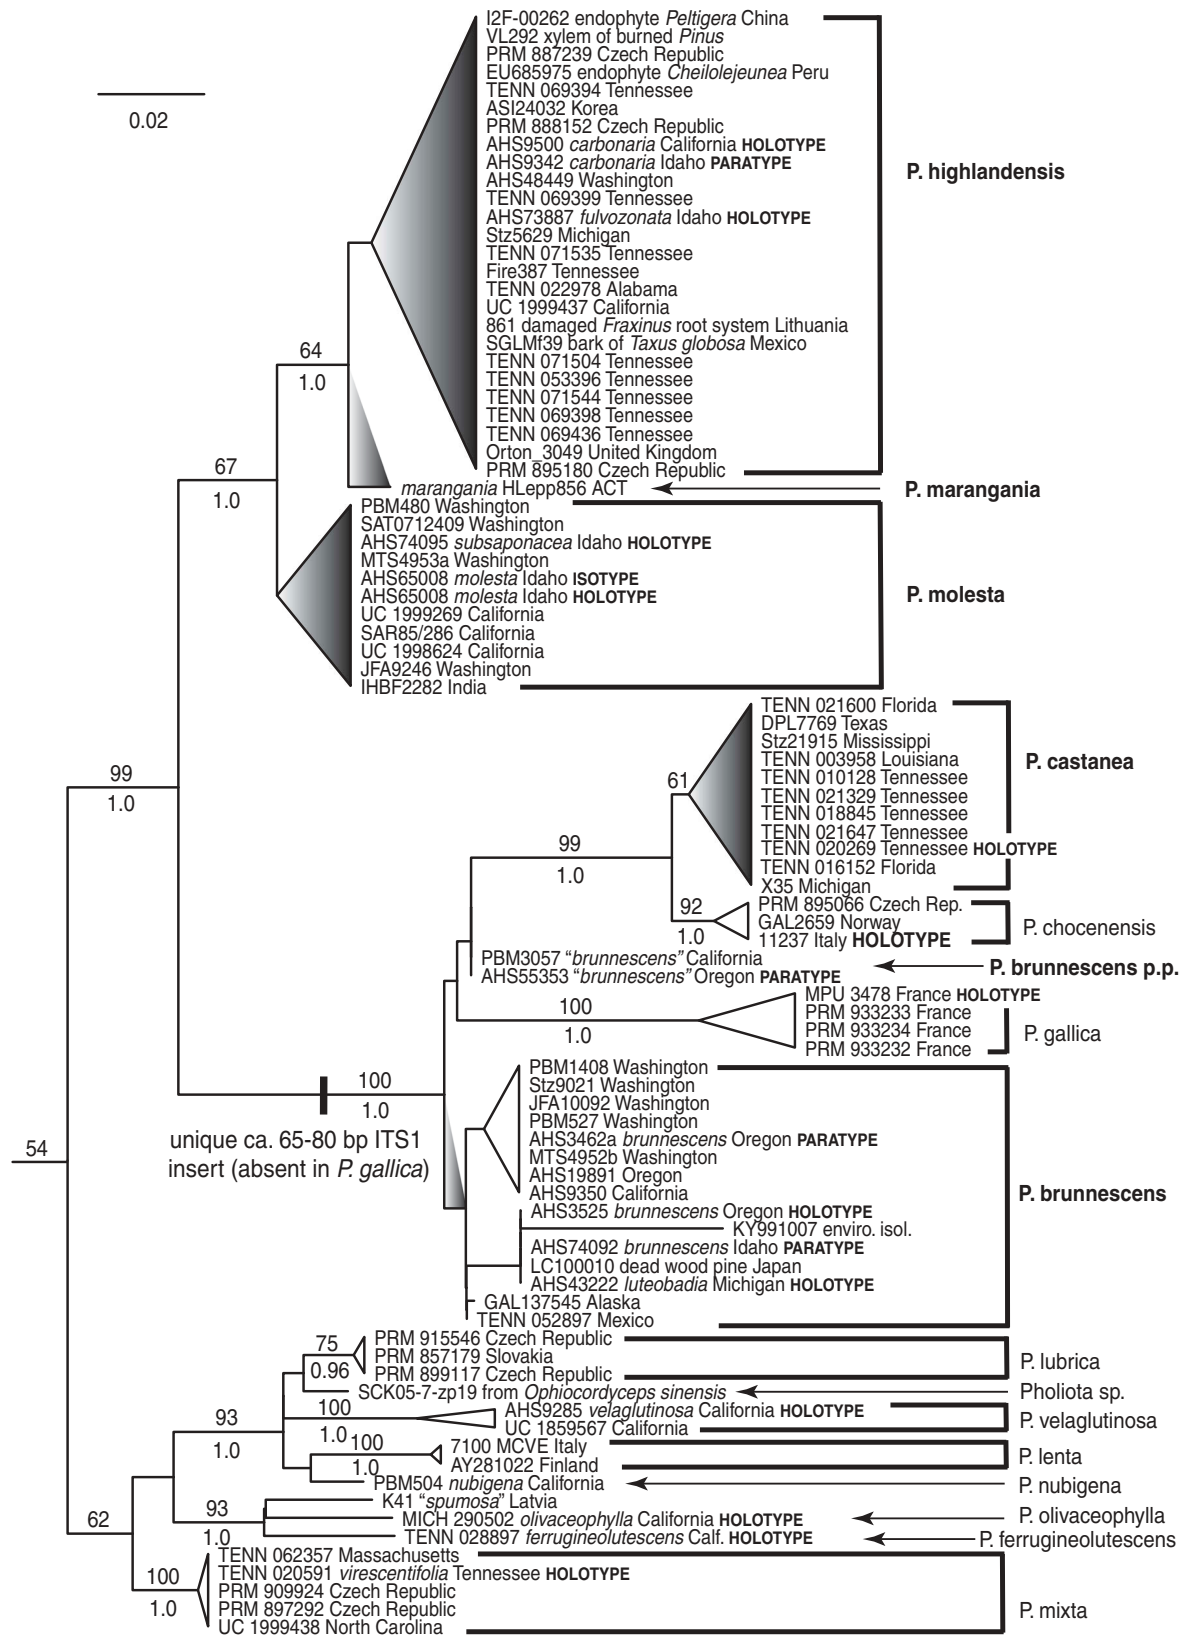 I2F-00262 endophyte Peltigera China
VL292 xylem of burned Pinus
PRM 887239 Czech Republic
EU685975 endophyte Cheilolejeunea Peru
TENN 069394 Tennessee
0.02
ASI24032 Korea
PRM 888152 Czech Republic
AHS9500 carbonaria California HOLOTYPE
AHS9342 carbonaria Idaho PARATYPE
P. highlandensis
AHS48449 Washington
TENN 069399 Tennessee
AHS73887 fulvozonata Idaho HOLOTYPE
Stz5629 Michigan
TENN 071535 Tennessee
Fire387 Tennessee
TENN 022978 Alabama
UC 1999437 California
861 damaged Fraxinus root system Lithuania
SGLMf39 bark of Taxus globosa Mexico
64
1.0
TENN 071504 Tennessee
TENN 053396 Tennessee
TENN 071544 Tennessee
TENN 069398 Tennessee
TENN 069436 Tennessee
Orton_3049 United Kingdom
PRM 895180 Czech Republic
67
1.0
marangania HLepp856 ACT
P. marangania
PBM480 Washington
SAT0712409 Washington
AHS74095 subsaponacea Idaho HOLOTYPE
MTS4953a Washington
AHS65008 molesta Idaho ISOTYPE
AHS65008 molesta Idaho HOLOTYPE
P. molesta
UC 1999269 California
SAR85/286 California
UC 1998624 California
JFA9246 Washington
IHBF2282 India
TENN 021600 Florida
DPL7769 Texas
Stz21915 Mississippi
TENN 003958 Louisiana
P. castanea
99
1.0
61
TENN 010128 Tennessee
TENN 021329 Tennessee
TENN 018845 Tennessee
TENN 021647 Tennessee
TENN 020269 Tennessee HOLOTYPE
TENN 016152 Florida
X35 Michigan
99
1.0
92
1.0
PRM 895066 Czech Rep.
GAL2659 Norway
11237 Italy HOLOTYPE
P. chocenensis
PBM3057 “brunnescens” California
AHS55353 “brunnescens” Oregon PARATYPE
P. brunnescens p.p.
100
1.0
MPU 3478 France HOLOTYPE
PRM 933233 France
PRM 933234 France
PRM 933232 France
P. gallica
100
1.0
unique ca. 65-80 bp ITS1
insert (absent in P. gallica)
PBM1408 Washington
Stz9021 Washington
JFA10092 Washington
PBM527 Washington
AHS3462a brunnescens Oregon PARATYPE
MTS4952b Washington
AHS19891 Oregon
AHS9350 California
P. brunnescens
AHS3525 brunnescens Oregon HOLOTYPE
KY991007 enviro. isol.
AHS74092 brunnescens Idaho PARATYPE
LC100010 dead wood pine Japan
AHS43222 luteobadia Michigan HOLOTYPE
GAL137545 Alaska
TENN 052897 Mexico
54
75
0.96
PRM 915546 Czech Republic
PRM 857179 Slovakia
PRM 899117 Czech Republic
P. lubrica
SCK05-7-zp19 from Ophiocordyceps sinensis
Pholiota sp.
93
1.0
100
1.0
AHS9285 velaglutinosa California HOLOTYPE
UC 1859567 California
P. velaglutinosa
100
1.0
7100 MCVE Italy
AY281022 Finland
P. lenta
PBM504 nubigena California
P. nubigena
93
1.0
K41 “spumosa” Latvia
MICH 290502 olivaceophylla California HOLOTYPE
P. olivaceophylla
62
TENN 028897 ferrugineolutescens Calf. HOLOTYPE
P. ferrugineolutescens
100
1.0
TENN 062357 Massachusetts
TENN 020591 virescentifolia Tennessee HOLOTYPE
PRM 909924 Czech Republic
PRM 897292 Czech Republic
UC 1999438 North Carolina
P. mixta